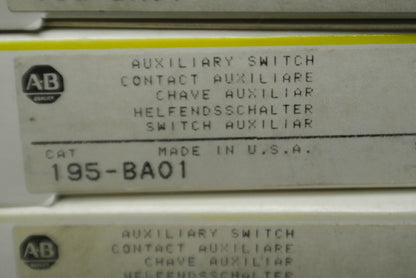 AUXILIARY SWITCH
CONTACT AUXILIARE
CHAVE AUXILIAR
HELFENDSSCHALTER
SWITCH AUXILIAR
A-B
CAT MADE IN U.S.A.
195-BA01
AUXILIARY SWITCH
CONTACT AUXILIARE
CHAVE AUXILIAR
HELFENDSSCHALTER
A-B